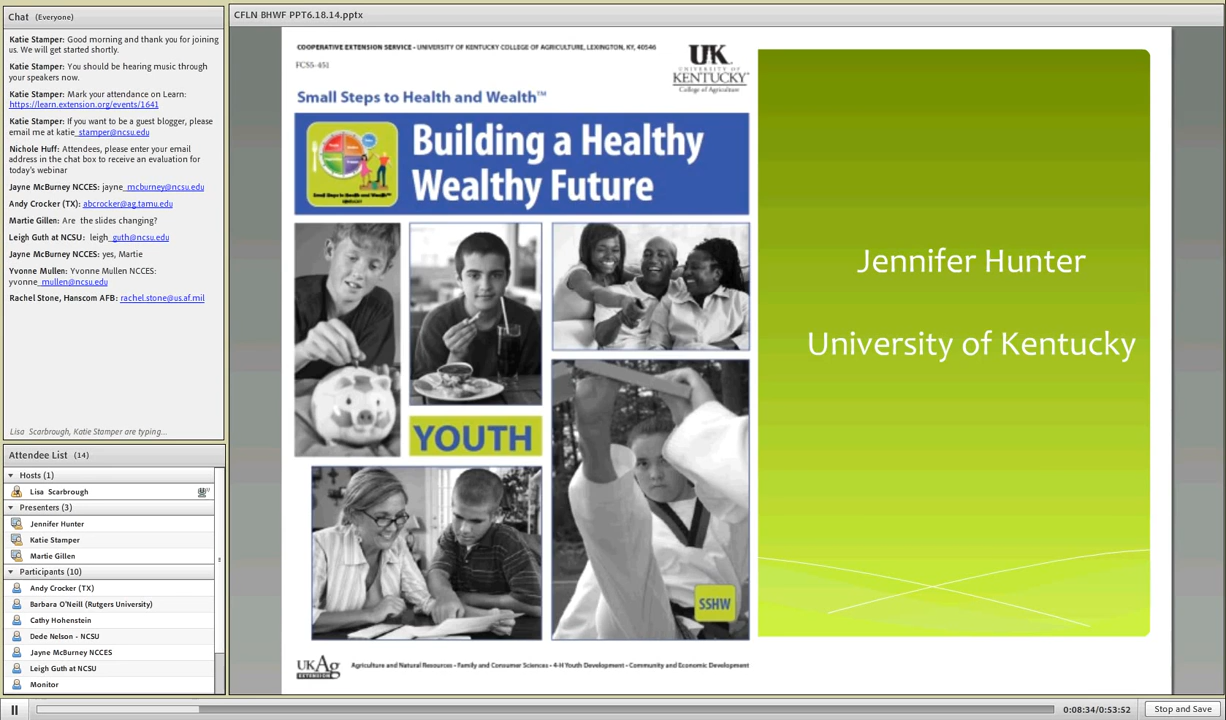 Chat (Everyone)
Katie Stamper: Good morning and thank you for joining
us. We will get started shortly.
Katie Stamper: You should be hearing music through
your speakers now.
Katie Stamper: Mark your attendance on Learn:
https://learn.extension.org/events/1641
Katie Stamper: If you want to be a guest blogger, please
email me at katie_stamper@ncsu.edu
Nichole Huff: Attendees, please enter your email
address in the chat box to receive an evaluation for
today's webinar
Jayne McBurney NCCES: jayne_mcburney@ncsu.edu
Andy Crocker (TX): abcrocker@ag.tamu.edu
Martie Gillen: Are the slides changing?
Leigh Guth at NCSU: leigh_guth@ncsu.edu
Jayne McBurney NCCES: yes, Martie
Yvonne Mullen: Yvonne Mullen NCCES:
yvonne_mullen@ncsu.edu
Rachel Stone, Hanscom AFB: rachel.stone@us.af.mil
Lisa Scarbrough, Katie Stamper are typing...
Attendee List (14)
Hosts (1)
Lisa Scarbrough
Presenters (3)
Jennifer Hunter
Katie Stamper
Martie Gillen
Participants (10)
Andy Crocker (TX)
Barbara O'Neill (Rutgers University)
Cathy Hohenstein
Dede Nelson - NCSU
Jayne McBurney NCCES
Leigh Guth at NCSU
Monitor
CFLN BHWF PPT6.18.14.pptx
COOPERATIVE EXTENSION SERVICE • UNIVERSITY OF KENTUCKY COLLEGE OF AGRICULTURE, LEXINGTON, KY, 40546
FCS5-451
UK
UNIVERSITY OF
KENTUCKY
College of Agriculture
Small Steps to Health and Wealth™
Building a Healthy
Wealthy Future
Small Steps to Health and Wealth™
KENTUCKY
YOUTH
SSHW
UKAg
EXTENSION
Agriculture and Natural Resources • Family and Consumer Sciences • 4-H Youth Development • Community and Economic Development
Jennifer Hunter
University of Kentucky
0:08:34/0:53:52
Stop and Save